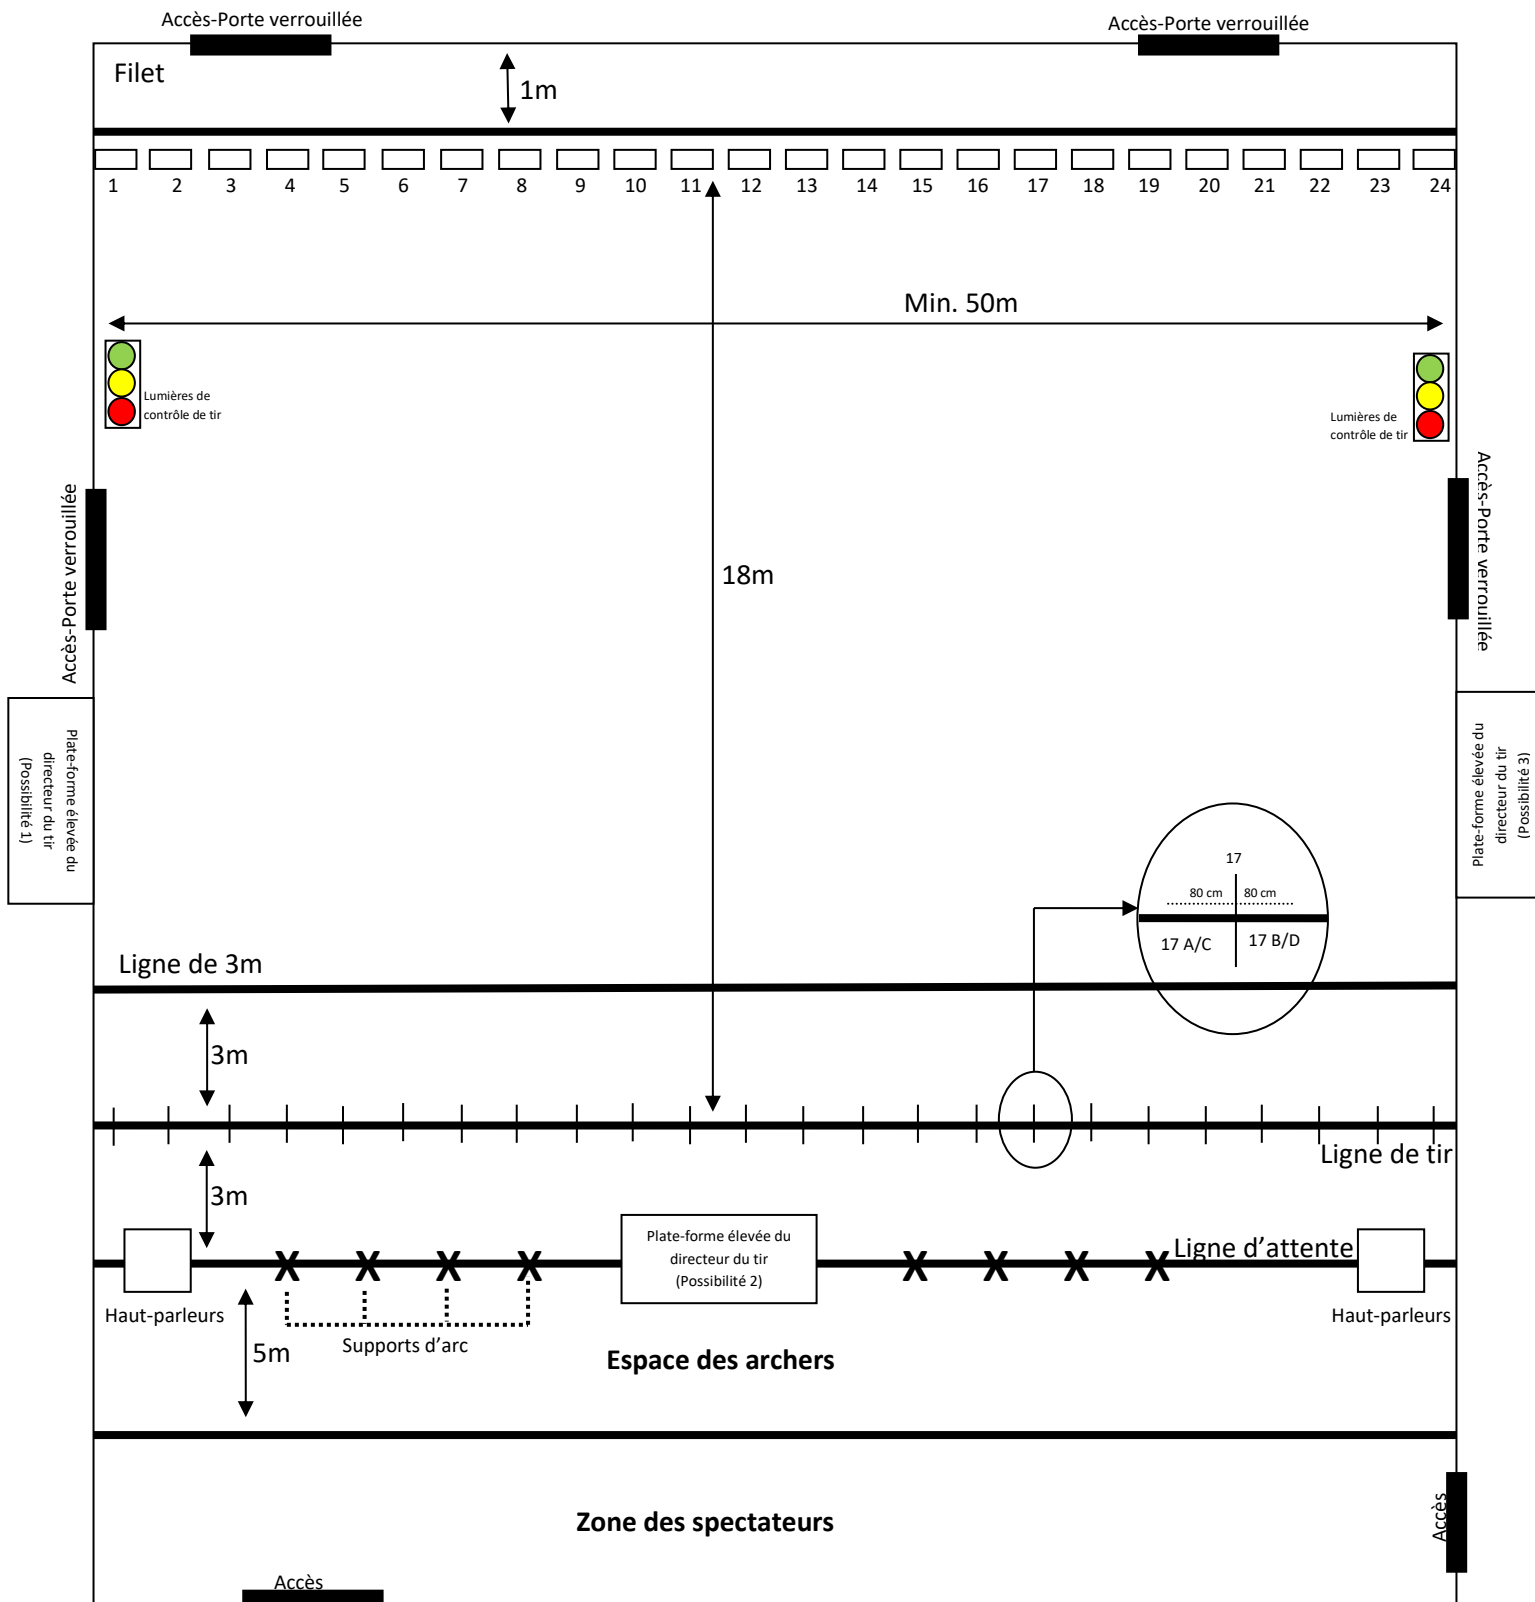 Accès-Porte verrouillée
Accès-Porte verrouillée
Filet
1m
1 2 3 4 5 6 7 8 9 10 11 12 13 14 15 16 17 18 19 20 21 22 23 24
Min. 50m
Lumières de
contrôle de tir
Lumières de
contrôle de tir
Accès-Porte verrouillée
Accès-Porte verrouillée
18m
Plate-forme élevée du
directeur du tir
(Possibilité 1)
Plate-forme élevée du
directeur du tir
(Possibilité 3)
17
80 cm 80 cm
17 A/C 17 B/D
Ligne de 3m
3m
Ligne de tir
3m
Plate-forme élevée du
directeur du tir
(Possibilité 2)
Ligne d’attente
X X X X X X X X
Haut-parleurs
Haut-parleurs
Supports d’arc
5m
Espace des archers
Zone des spectateurs
Accès
Accès